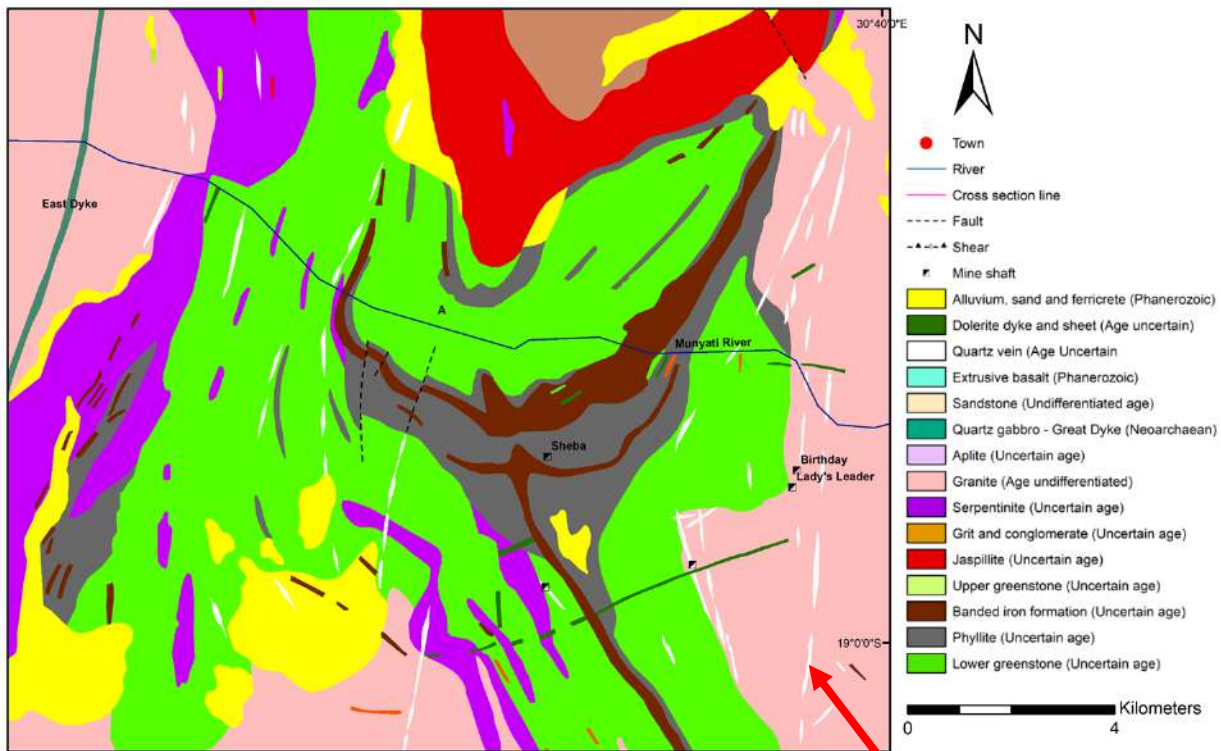 30°40'0"E
N
East Dyke
A
Munyati River
Sheba
Birthday
Lady's Leader
19°0'0"S
Town
River
Cross section line
Fault
Shear
Mine shaft
Alluvium, sand and ferricrete (Phanerozoic)
Dolerite dyke and sheet (Age uncertain)
Quartz vein (Age Uncertain
Extrusive basalt (Phanerozoic)
Sandstone (Undifferentiated age)
Quartz gabbro - Great Dyke (Neoarchaean)
Aplite (Uncertain age)
Granite (Age undifferentiated)
Serpentinite (Uncertain age)
Grit and conglomerate (Uncertain age)
Jaspillite (Uncertain age)
Upper greenstone (Uncertain age)
Banded iron formation (Uncertain age)
Phyllite (Uncertain age)
Lower greenstone (Uncertain age)
Kilometers
0 2 4